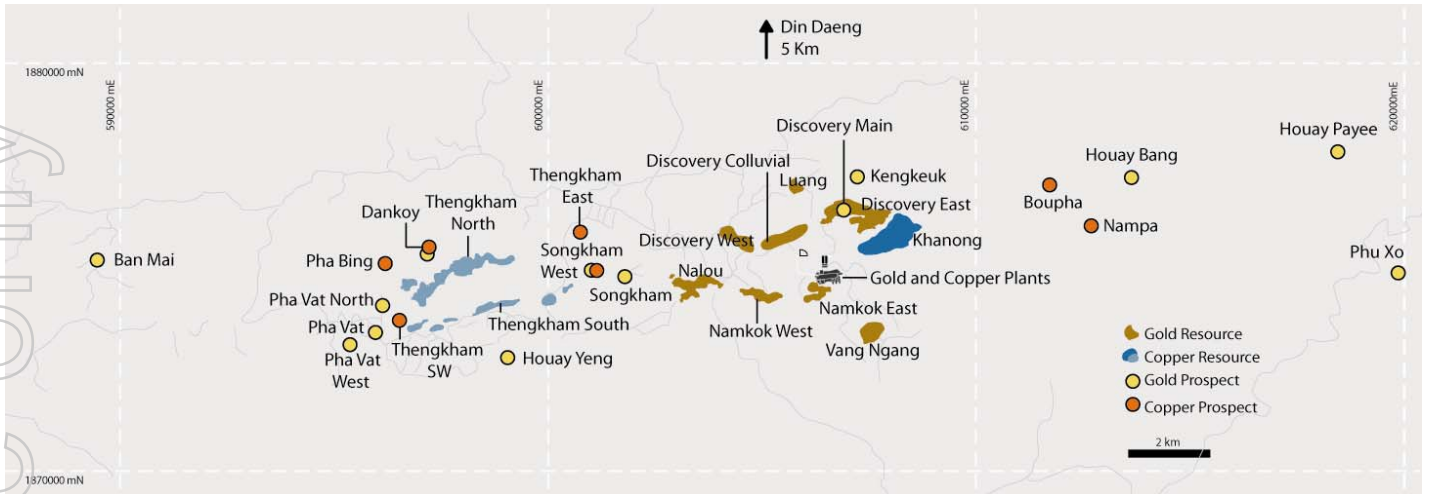 Din Daeng
5 Km
1880000 mN
590000 mE
600000 mE
610000 mE
620000mE
Discovery Main
Houay Payee
Discovery Colluvial
Houay Bang
Thengkham
East
Luang
Kengkeuk
Dankoy
Thengkham
North
Boupha
Discovery East
Nampa
Ban Mai
Pha Bing
Songkham
West
Discovery West
Khanong
Phu Xo
Nalou
Gold and Copper Plants
Songkham
Pha Vat North
Namkok East
Pha Vat
Thengkham South
Namkok West
Pha Vat
West
Thengkham
SW
Houay Yeng
Vang Ngang
Gold Resource
Copper Resource
Gold Prospect
Copper Prospect
2 km
1370000 mN